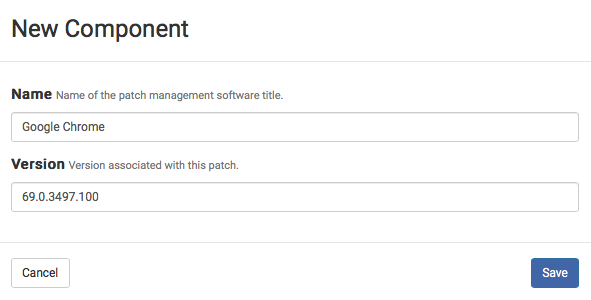 New Component
Name Name of the patch management software title.
Google Chrome
Version Version associated with this patch.
69.0.3497.100
Cancel Save